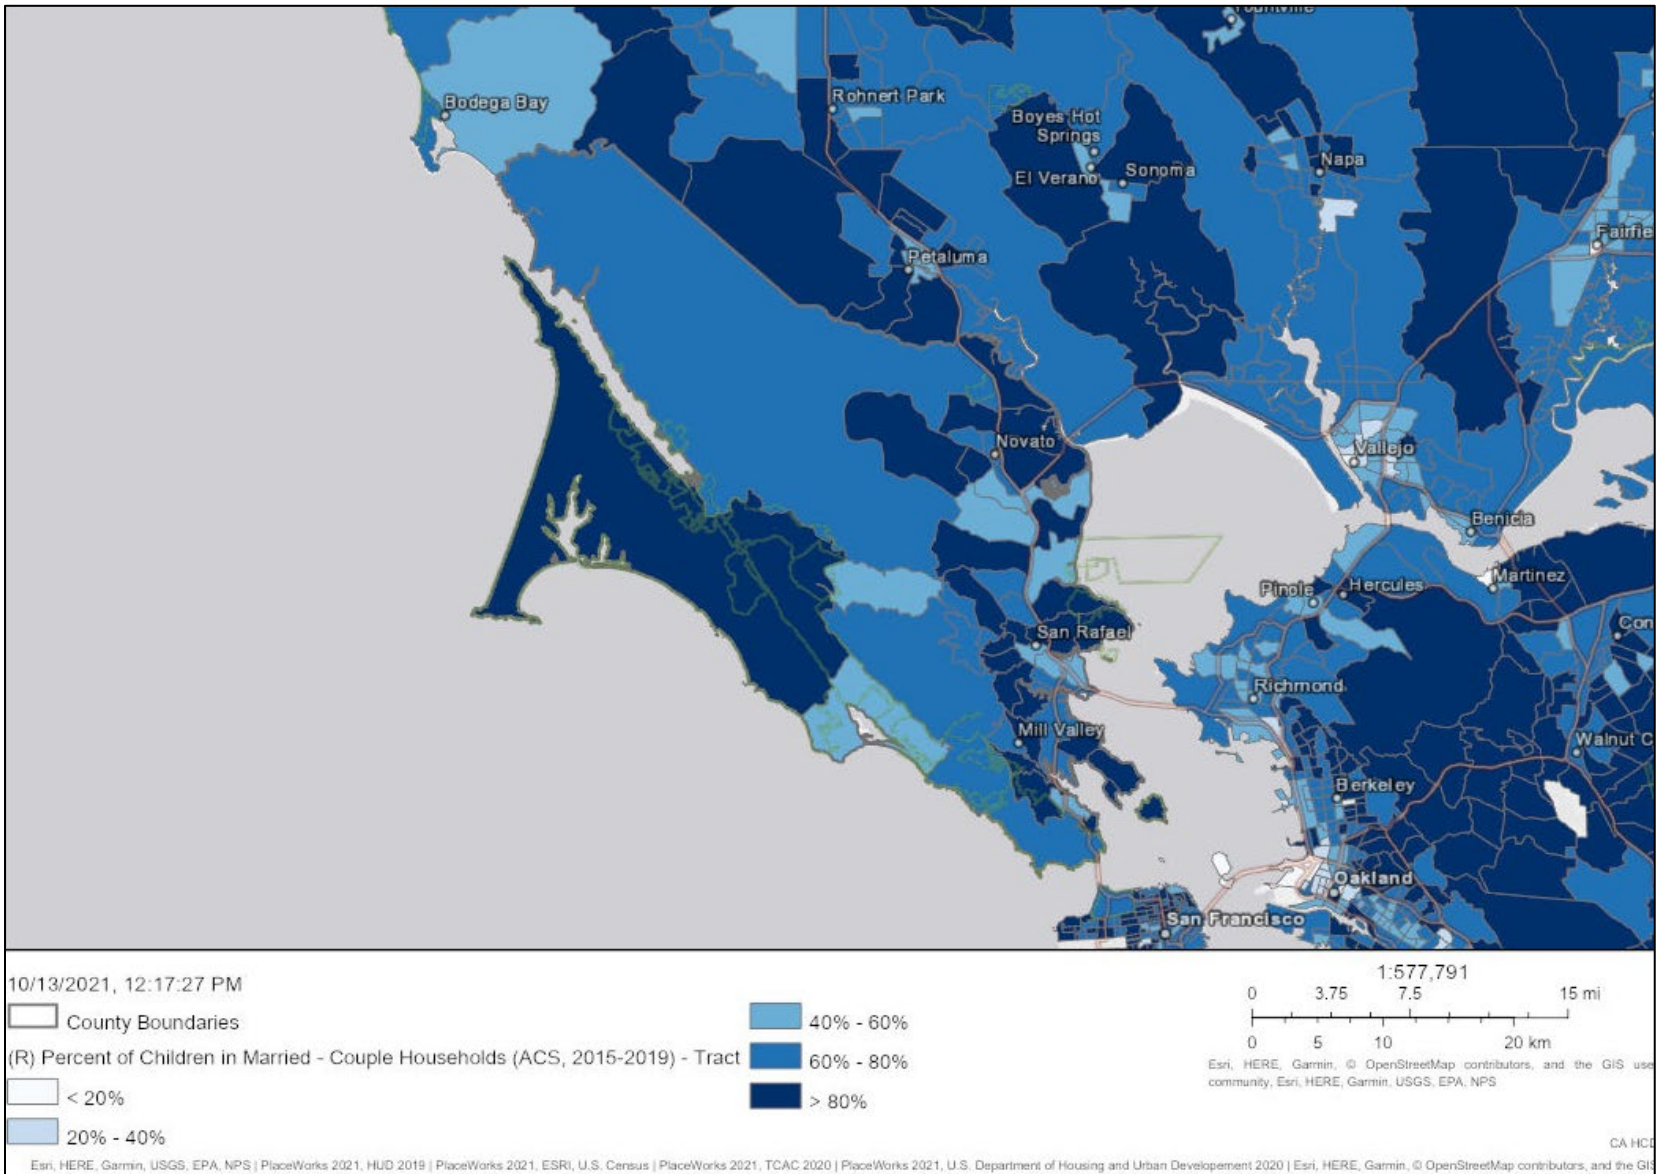 Bodega Bay
Rohnert Park
Boyes Hot
Springs
El Verano
Sonoma
Napa
Fairfie
Petaluma
Novato
Vallejo
Benicia
Martinez
Pinole
Hercules
Con
San Rafael
Richmond
Mill Valley
Walnut C
Berkeley
Oakland
San Francisco
10/13/2021, 12:17:27 PM
County Boundaries
(R) Percent of Children in Married - Couple Households (ACS, 2015-2019) - Tract
< 20%
20% - 40%
40% - 60%
60% - 80%
> 80%
1:577,791
0 3.75 7.5 15 mi
0 5 10 20 km
Esri, HERE, Garmin, © OpenStreetMap contributors, and the GIS use
community, Esri, HERE, Garmin, USGS, EPA, NPS
CA HCD
Esri, HERE, Garmin, USGS, EPA, NPS | PlaceWorks 2021, HUD 2019 | PlaceWorks 2021, ESRI, U.S. Census | PlaceWorks 2021, TCAC 2020 | PlaceWorks 2021, U.S. Department of Housing and Urban Developement 2020 | Esri, HERE, Garmin, © OpenStreetMap contributors, and the GIS